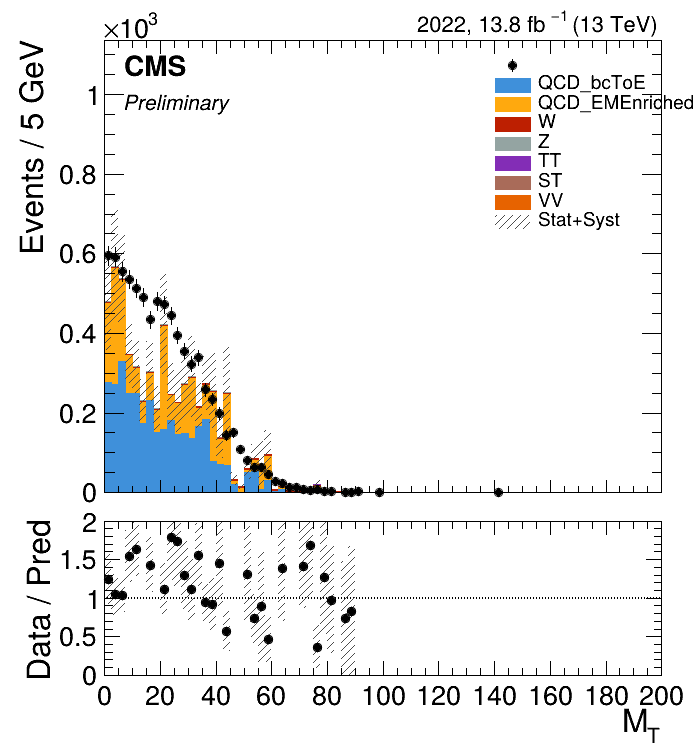 ×10³
2022, 13.8 fb⁻¹ (13 TeV)
CMS
Preliminary
QCD_bcToE
QCD_EMEnriched
W
Z
TT
ST
VV
Stat+Syst
Events / 5 GeV
1
0.8
0.6
0.4
0.2
0
Data / Pred
2
1.5
1
0.5
0
0 20 40 60 80 100 120 140 160 180 200
M_T